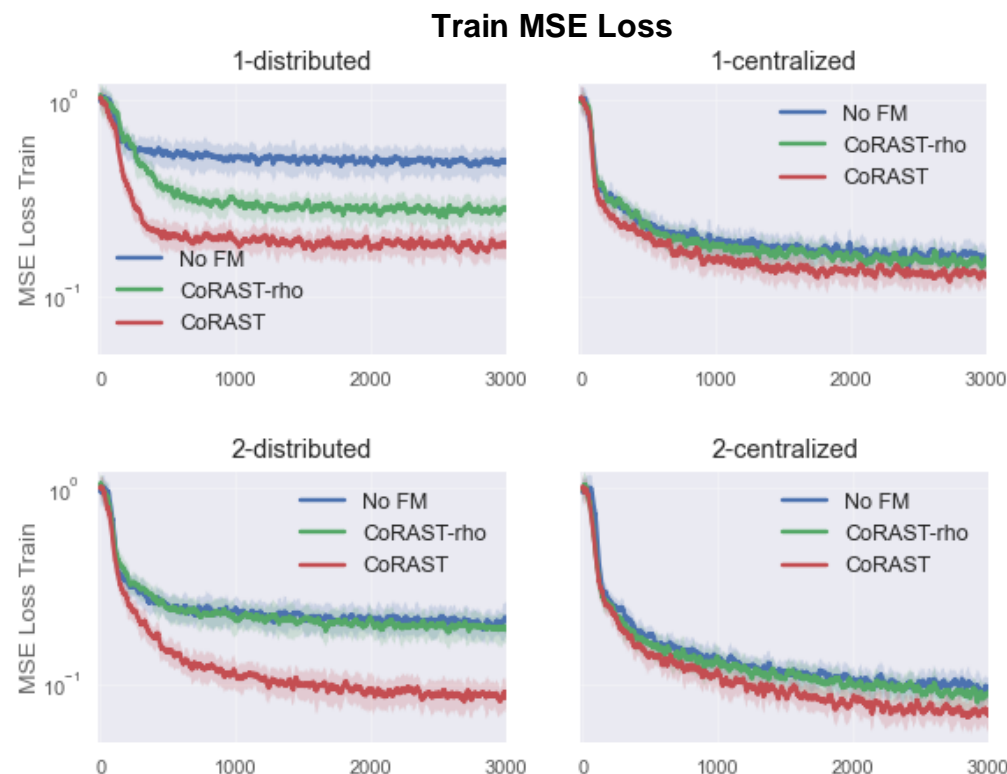 Train MSE Loss
1-distributed
MSE Loss Train
10^0
10^-1
No FM
CoRAST-rho
CoRAST
0 1000 2000 3000
1-centralized
No FM
CoRAST-rho
CoRAST
0 1000 2000 3000
2-distributed
MSE Loss Train
10^0
10^-1
No FM
CoRAST-rho
CoRAST
0 1000 2000 3000
2-centralized
No FM
CoRAST-rho
CoRAST
0 1000 2000 3000